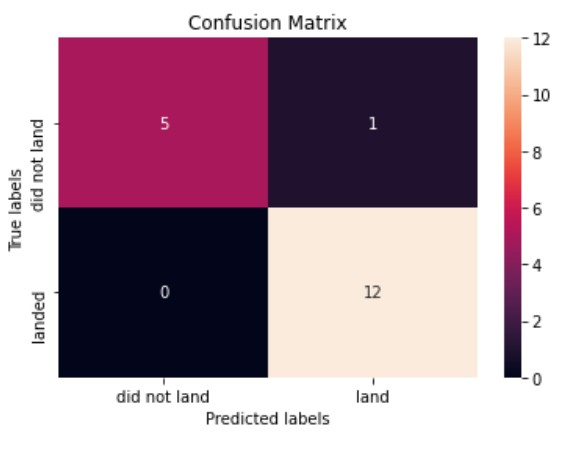 Confusion Matrix
True labels
did not land
landed
5
1
0
12
did not land
land
Predicted labels
12
10
8
6
4
2
0